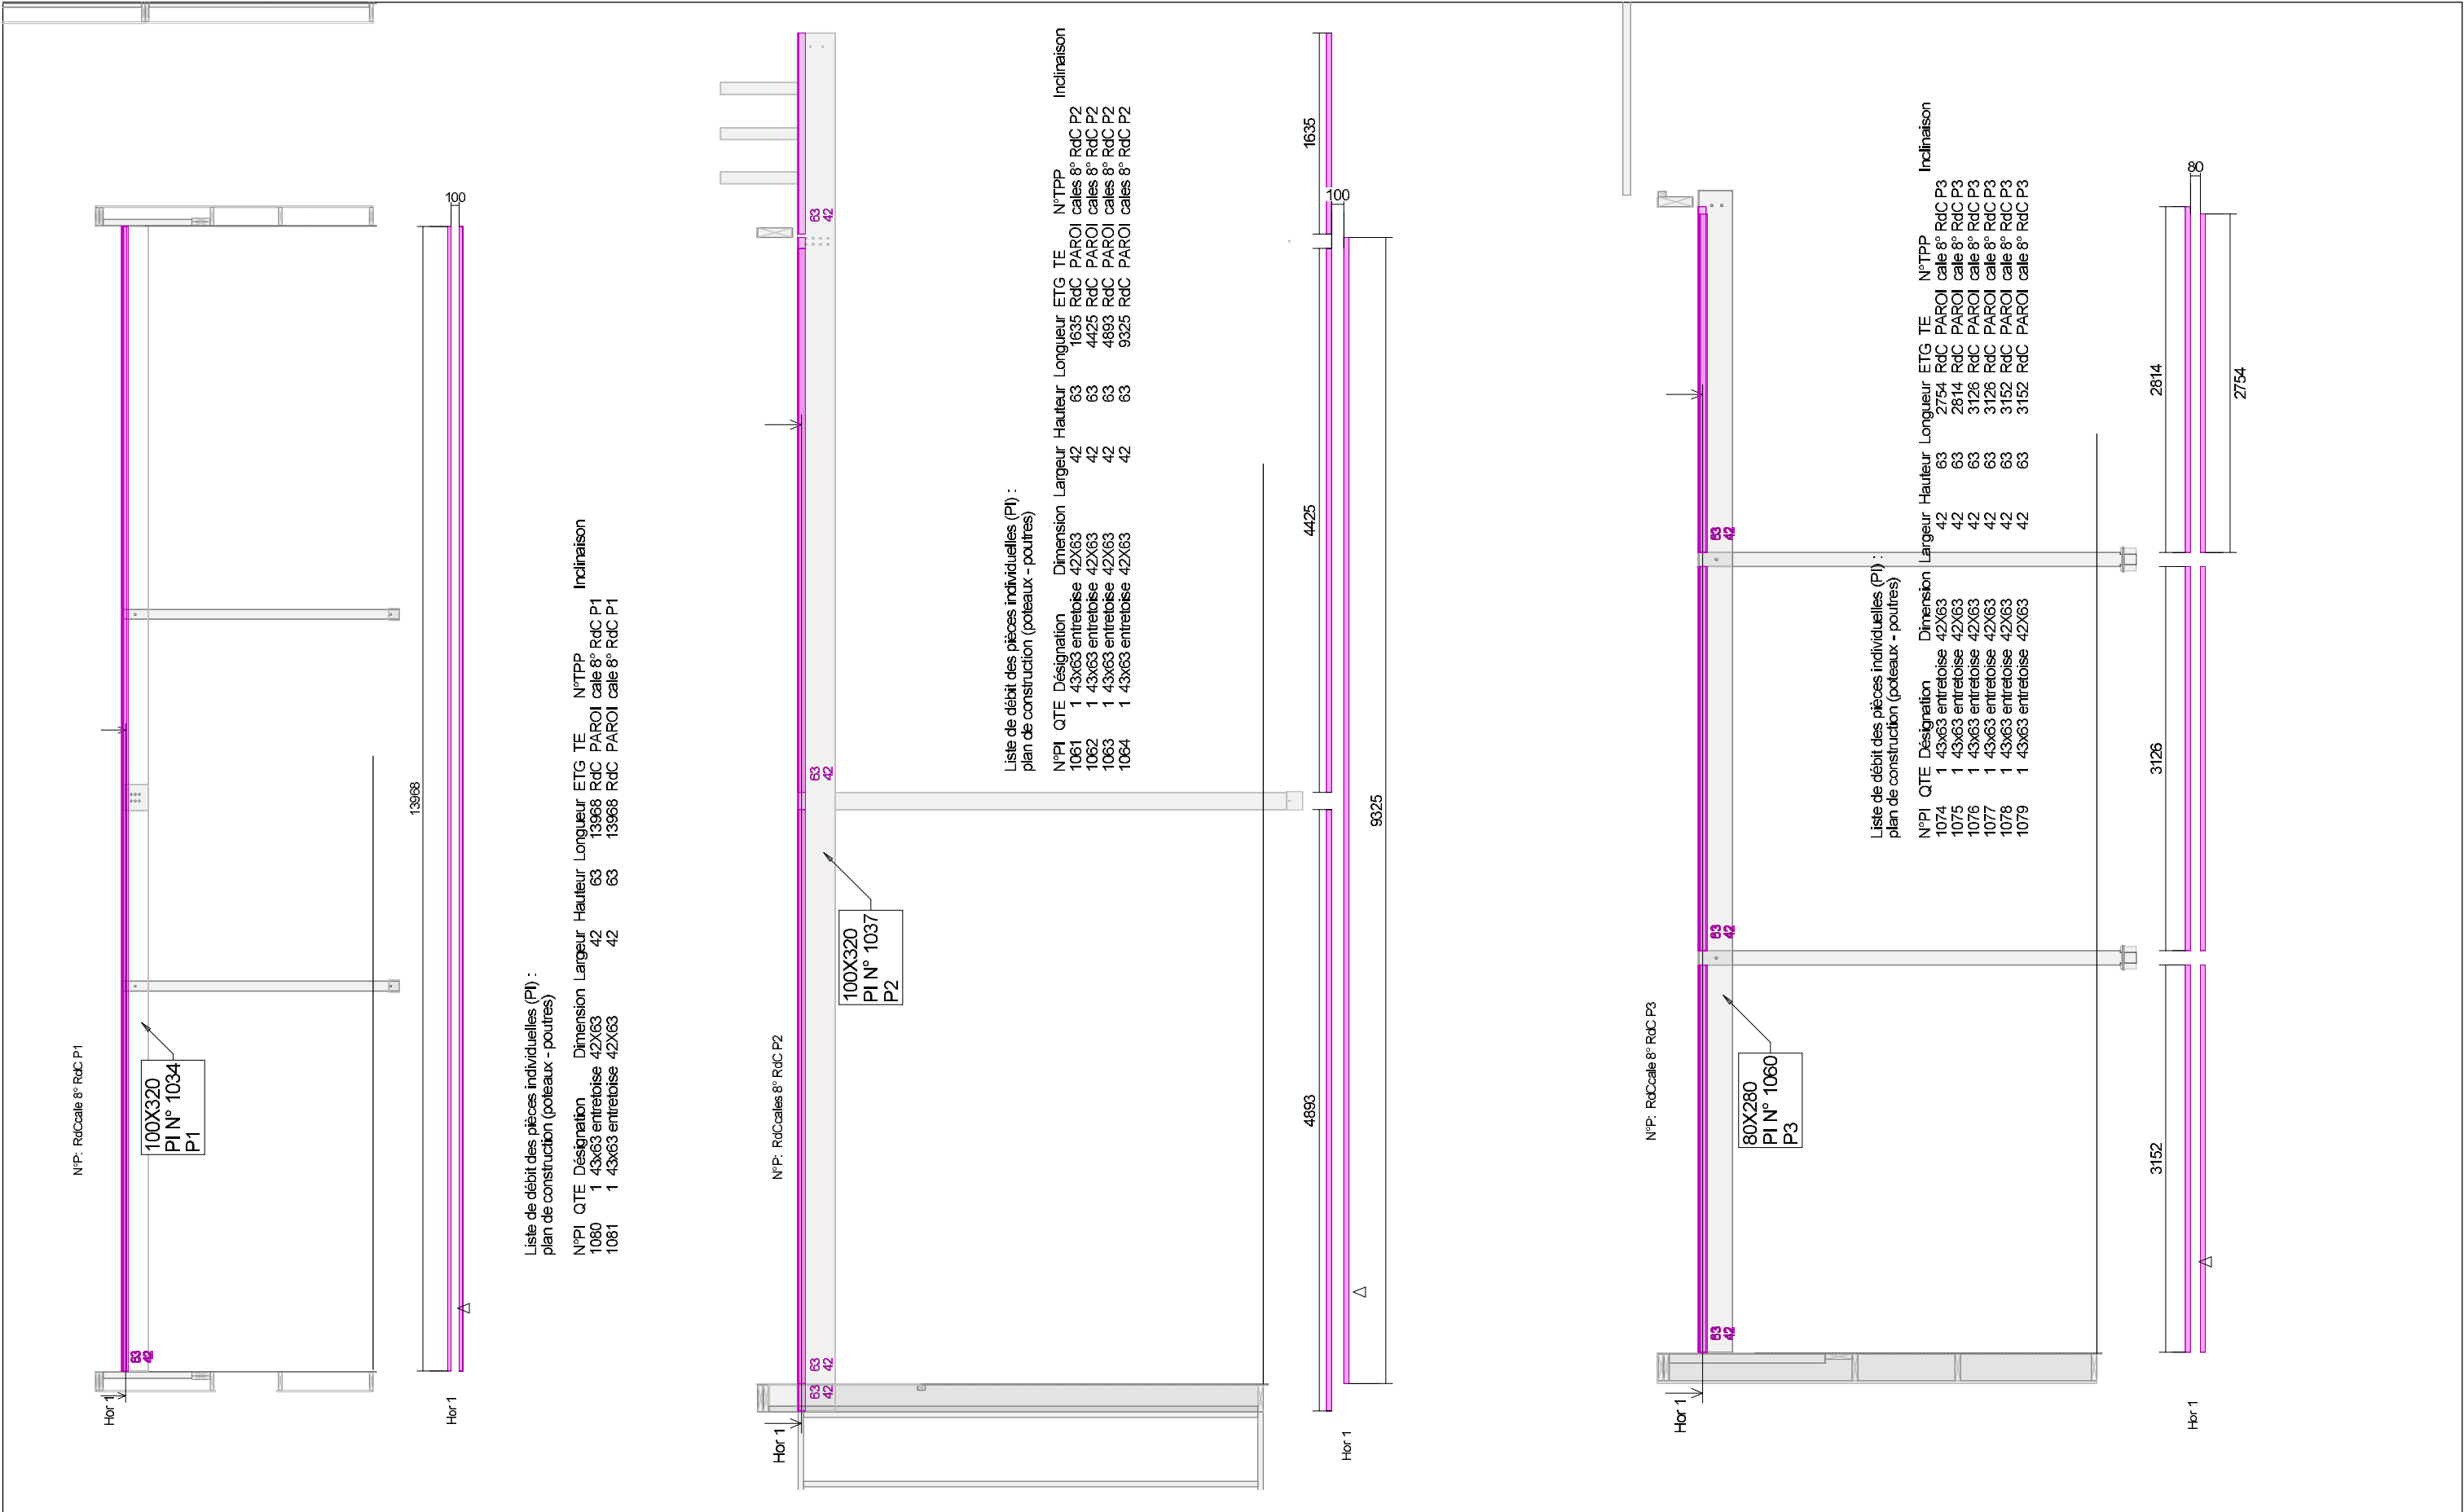 N°P: RdCcale 8° RdC P1
100X320
PI N° 1034
P1
63
42
Hor 1
100
13968
Hor 1
Liste de débit des pièces individuelles (PI) :
plan de construction (poteaux - poutres)
N°PI QTE Désignation Dimension Largeur Hauteur Longueur ETG TE N°TPP Inclinaison
1080 1 43x63 entretoise 42X63 42 63 13968 RdC PAROI cale 8° RdC P1
1081 1 43x63 entretoise 42X63 42 63 13968 RdC PAROI cale 8° RdC P1
N°P: RdCcales 8° RdC P2
100X320
PI N° 1037
P2
63
42
63
42
63
42
63
42
Hor 1
Liste de débit des pièces individuelles (PI) :
plan de construction (poteaux - poutres)
N°PI QTE Désignation Dimension Largeur Hauteur Longueur ETG TE N°TPP Inclinaison
1061 1 43x63 entretoise 42X63 42 63 1635 RdC PAROI cales 8° RdC P2
1062 1 43x63 entretoise 42X63 42 63 4425 RdC PAROI cales 8° RdC P2
1063 1 43x63 entretoise 42X63 42 63 4893 RdC PAROI cales 8° RdC P2
1064 1 43x63 entretoise 42X63 42 63 9325 RdC PAROI cales 8° RdC P2
4893
4425
1635
100
9325
Hor 1
N°P: RdCcale 8° RdC P3
80X280
PI N° 1060
P3
63
42
63
42
63
42
Hor 1
Liste de débit des pièces individuelles (PI) :
plan de construction (poteaux - poutres)
N°PI QTE Désignation Dimension Largeur Hauteur Longueur ETG TE N°TPP Inclinaison
1074 1 43x63 entretoise 42X63 42 63 2754 RdC PAROI cale 8° RdC P3
1075 1 43x63 entretoise 42X63 42 63 2814 RdC PAROI cale 8° RdC P3
1076 1 43x63 entretoise 42X63 42 63 3126 RdC PAROI cale 8° RdC P3
1077 1 43x63 entretoise 42X63 42 63 3126 RdC PAROI cale 8° RdC P3
1078 1 43x63 entretoise 42X63 42 63 3152 RdC PAROI cale 8° RdC P3
1079 1 43x63 entretoise 42X63 42 63 3152 RdC PAROI cale 8° RdC P3
3152
3126
2814
80
2754
Hor 1